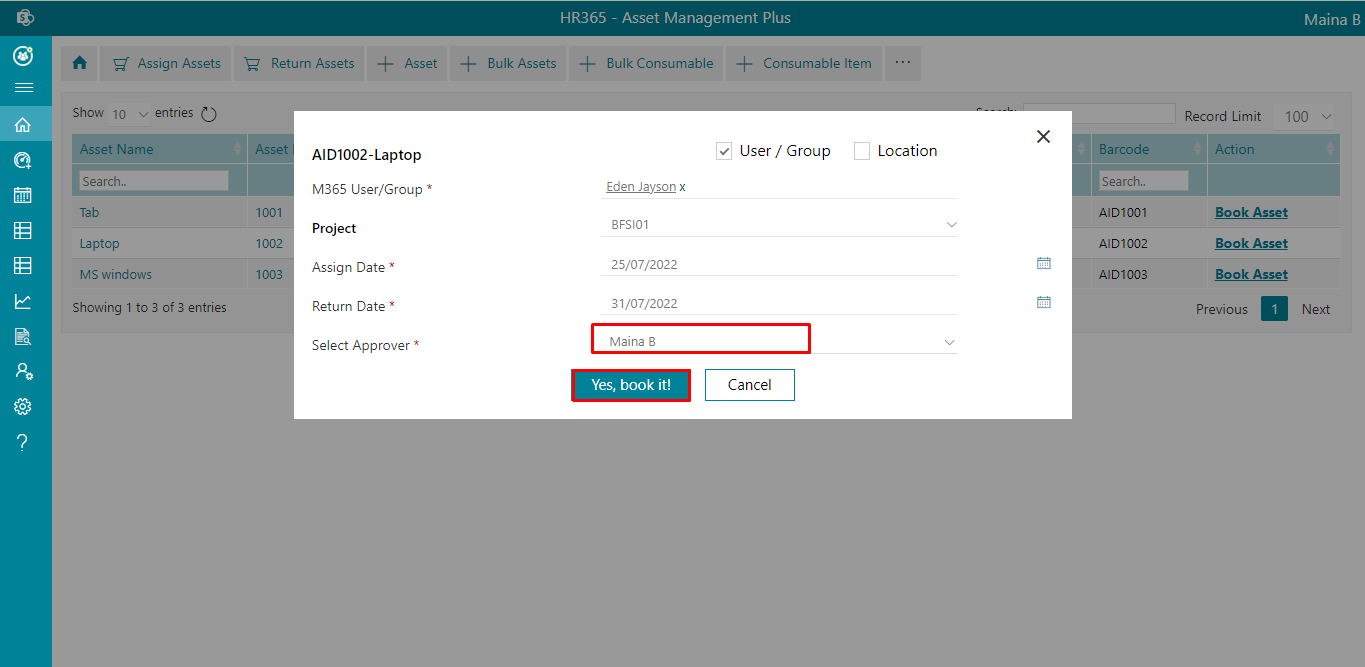 HR365 - Asset Management Plus
Maina B
Assign Assets
Return Assets
Asset
Bulk Assets
Bulk Consumable
Consumable Item
Show 10 entries
Search:
Record Limit 100
Asset Name
Asset
Barcode
Action
Search..
Search..
Tab 1001 AID1001 Book Asset
Laptop 1002 AID1002 Book Asset
MS windows 1003 AID1003 Book Asset
Showing 1 to 3 of 3 entries
Previous 1 Next
AID1002-Laptop
User / Group
Location
M365 User/Group *
Eden Jayson x
Project
BFSI01
Assign Date *
25/07/2022
Return Date *
31/07/2022
Select Approver *
Maina B
Yes, book it!
Cancel